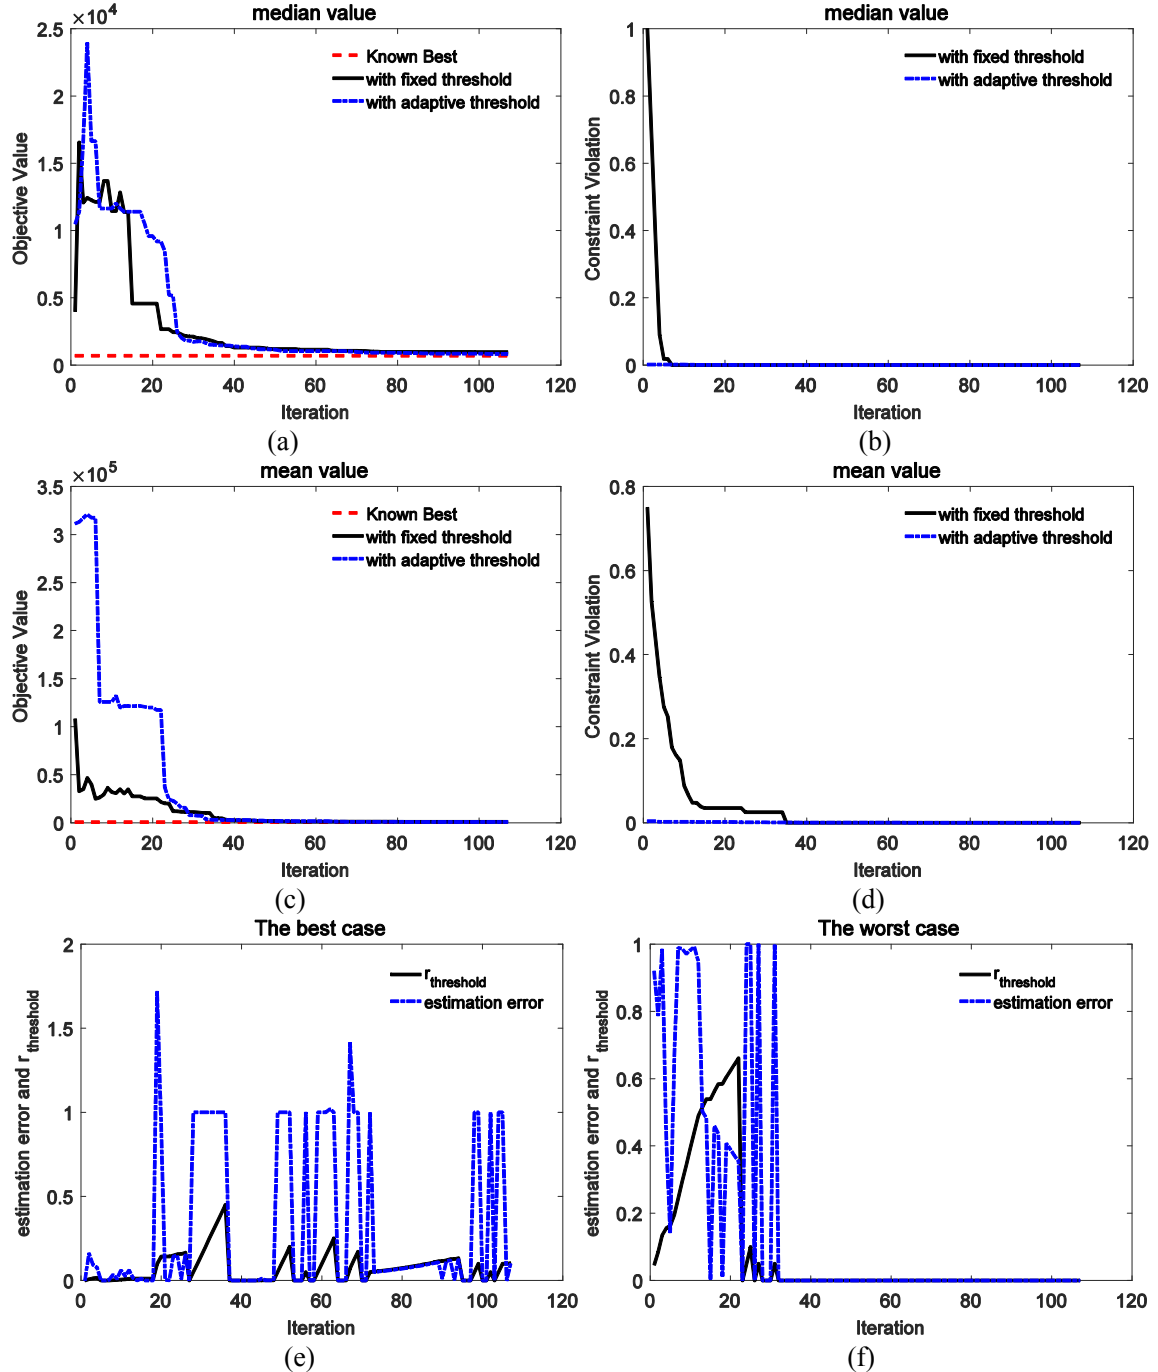 median value
×10⁴
2.5
2
1.5
1
0.5
0
Objective Value
Known Best
with fixed threshold
with adaptive threshold
0 20 40 60 80 100 120
Iteration
(a)
median value
1
0.8
0.6
0.4
0.2
0
Constraint Violation
with fixed threshold
with adaptive threshold
0 20 40 60 80 100 120
Iteration
(b)
mean value
×10⁵
3.5
3
2.5
2
1.5
1
0.5
0
Objective Value
Known Best
with fixed threshold
with adaptive threshold
0 20 40 60 80 100 120
Iteration
(c)
mean value
0.8
0.6
0.4
0.2
0
Constraint Violation
with fixed threshold
with adaptive threshold
0 20 40 60 80 100 120
Iteration
(d)
The best case
2
1.5
1
0.5
0
estimation error and r_threshold
r_threshold
estimation error
0 20 40 60 80 100 120
Iteration
(e)
The worst case
1
0.8
0.6
0.4
0.2
0
estimation error and r_threshold
r_threshold
estimation error
0 20 40 60 80 100 120
Iteration
(f)